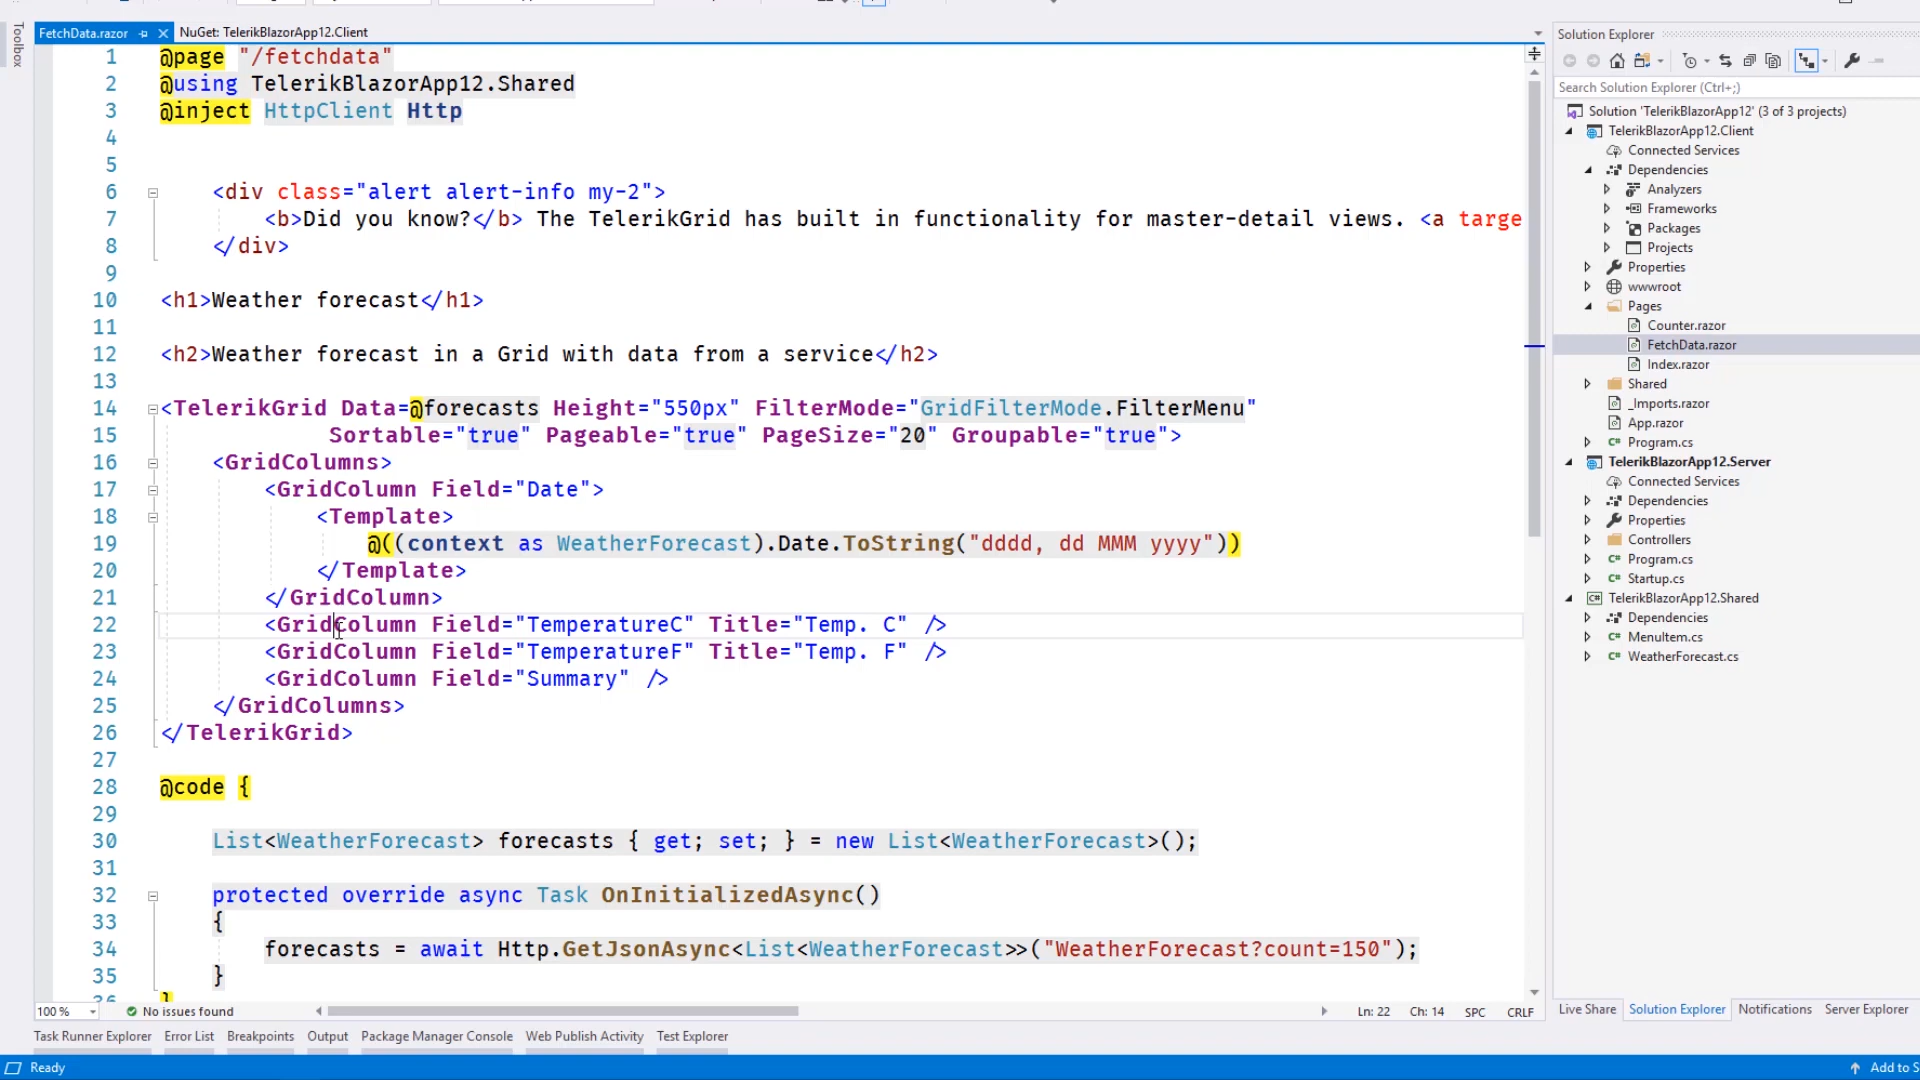 Toolbox
FetchData.razor
NuGet: TelerikBlazorApp12.Client
1 @page "/fetchdata"
2 @using TelerikBlazorApp12.Shared
3 @inject HttpClient Http
4
5
6 <div class="alert alert-info my-2">
7 <b>Did you know?</b> The TelerikGrid has built in functionality for master-detail views. <a targe
8 </div>
9
10 <h1>Weather forecast</h1>
11
12 <h2>Weather forecast in a Grid with data from a service</h2>
13
14 <TelerikGrid Data=@forecasts Height="550px" FilterMode="GridFilterMode.FilterMenu"
15 Sortable="true" Pageable="true" PageSize="20" Groupable="true">
16 <GridColumns>
17 <GridColumn Field="Date">
18 <Template>
19 @((context as WeatherForecast).Date.ToString("dddd, dd MMM yyyy"))
20 </Template>
21 </GridColumn>
22 <GridColumn Field="TemperatureC" Title="Temp. C" />
23 <GridColumn Field="TemperatureF" Title="Temp. F" />
24 <GridColumn Field="Summary" />
25 </GridColumns>
26 </TelerikGrid>
27
28 @code {
29
30 List<WeatherForecast> forecasts { get; set; } = new List<WeatherForecast>();
31
32 protected override async Task OnInitializedAsync()
33 {
34 forecasts = await Http.GetJsonAsync<List<WeatherForecast>>("WeatherForecast?count=150");
35 }
36 }
100 %
No issues found
Ln: 22 Ch: 14 SPC CRLF
Task Runner Explorer Error List Breakpoints Output Package Manager Console Web Publish Activity Test Explorer
Ready
Solution Explorer
Search Solution Explorer (Ctrl+;)
Solution 'TelerikBlazorApp12' (3 of 3 projects)
TelerikBlazorApp12.Client
Connected Services
Dependencies
Analyzers
Frameworks
Packages
Projects
Properties
wwwroot
Pages
Counter.razor
FetchData.razor
Index.razor
Shared
_Imports.razor
App.razor
Program.cs
TelerikBlazorApp12.Server
Connected Services
Dependencies
Properties
Controllers
Program.cs
Startup.cs
TelerikBlazorApp12.Shared
Dependencies
MenuItem.cs
WeatherForecast.cs
Live Share Solution Explorer Notifications Server Explorer
Add to S